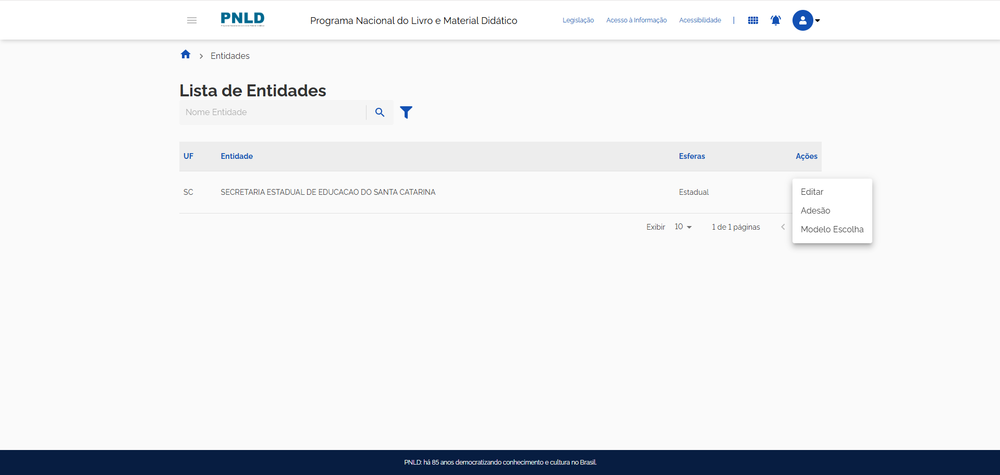 PNLD
Programa Nacional do Livro e Material Didático
Legislação
Acesso à Informação
Acessibilidade
Entidades
Lista de Entidades
Nome Entidade
UF Entidade Esferas Ações
SC SECRETARIA ESTADUAL DE EDUCACAO DO SANTA CATARINA Estadual
Editar
Adesão
Modelo Escolha
Exibir 10 1 de 1 páginas
PNLD: há 85 anos democratizando conhecimento e cultura no Brasil.